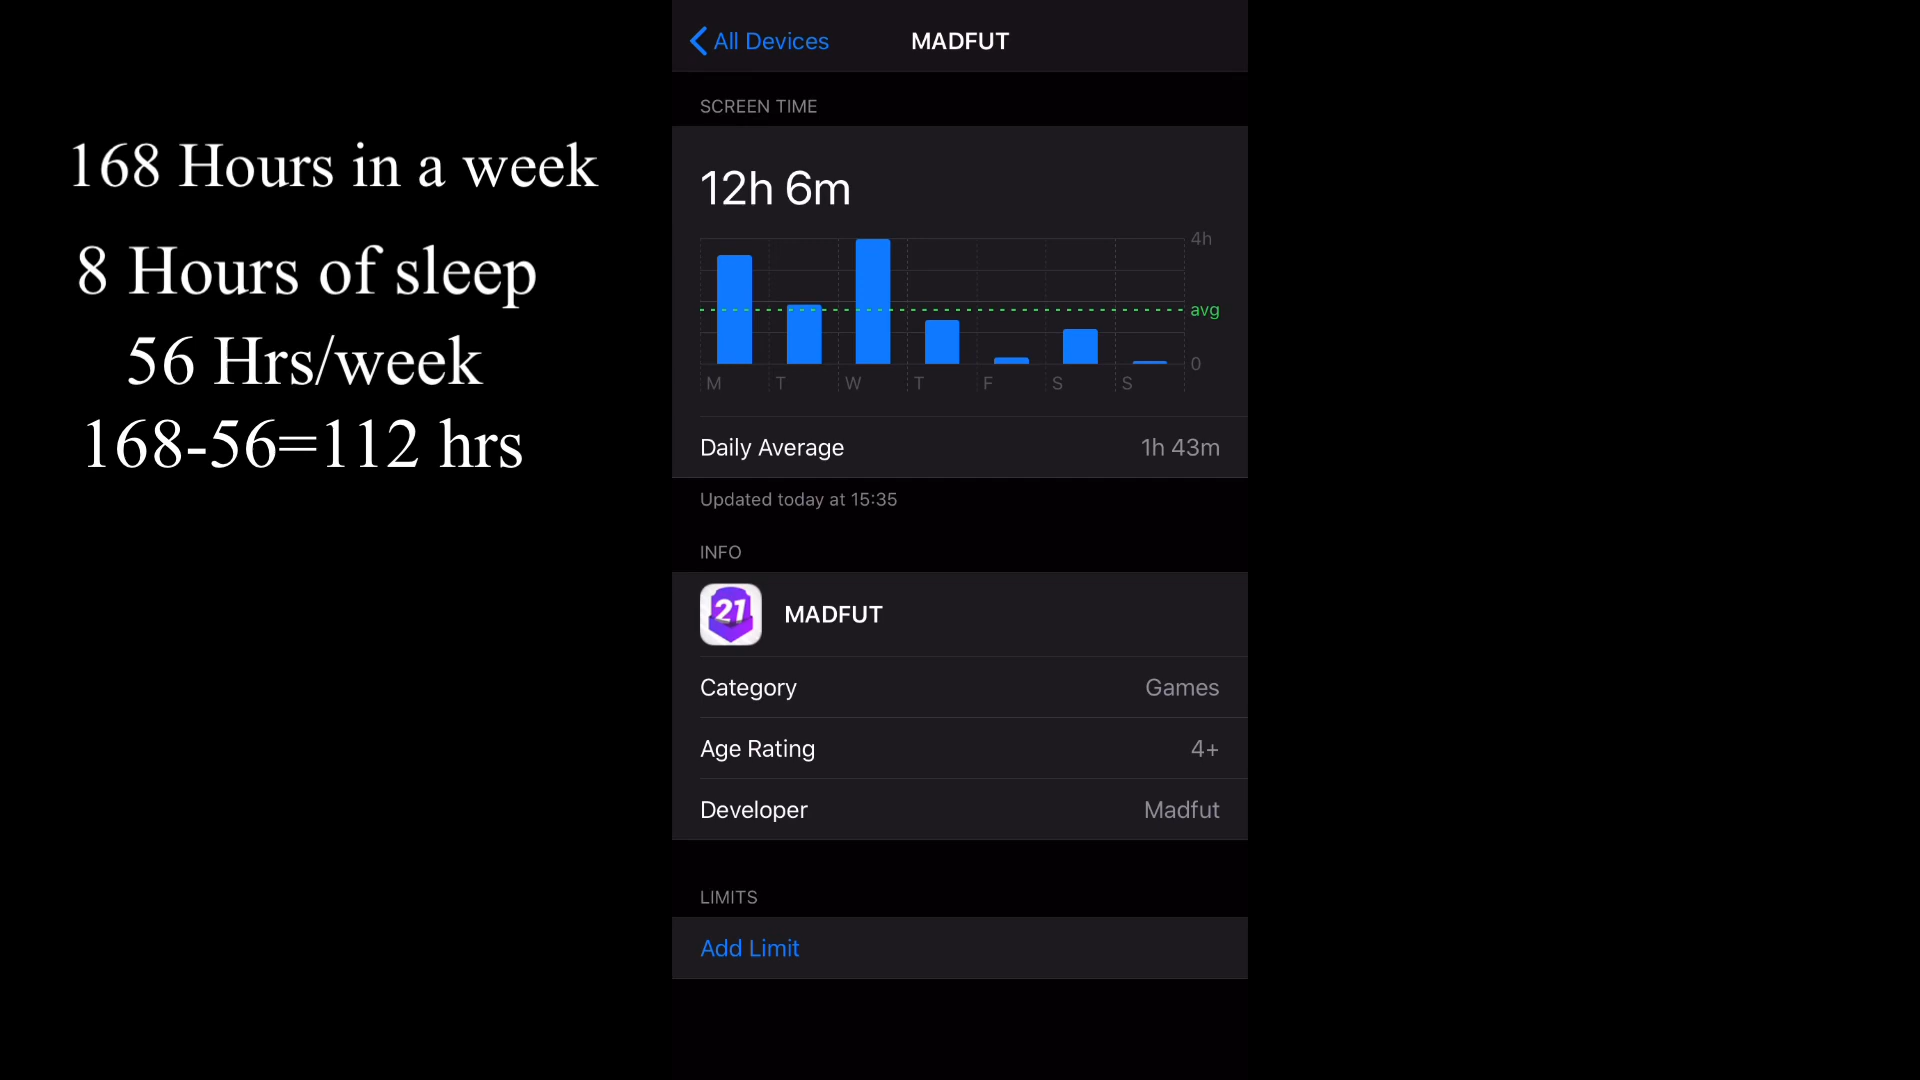 168 Hours in a week
8 Hours of sleep
56 Hrs/week
168-56=112 hrs
All Devices
MADFUT
SCREEN TIME
12h 6m
4h
avg
0
M T W T F S S
Daily Average 1h 43m
Updated today at 15:35
INFO
21
MADFUT
Category Games
Age Rating 4+
Developer Madfut
LIMITS
Add Limit